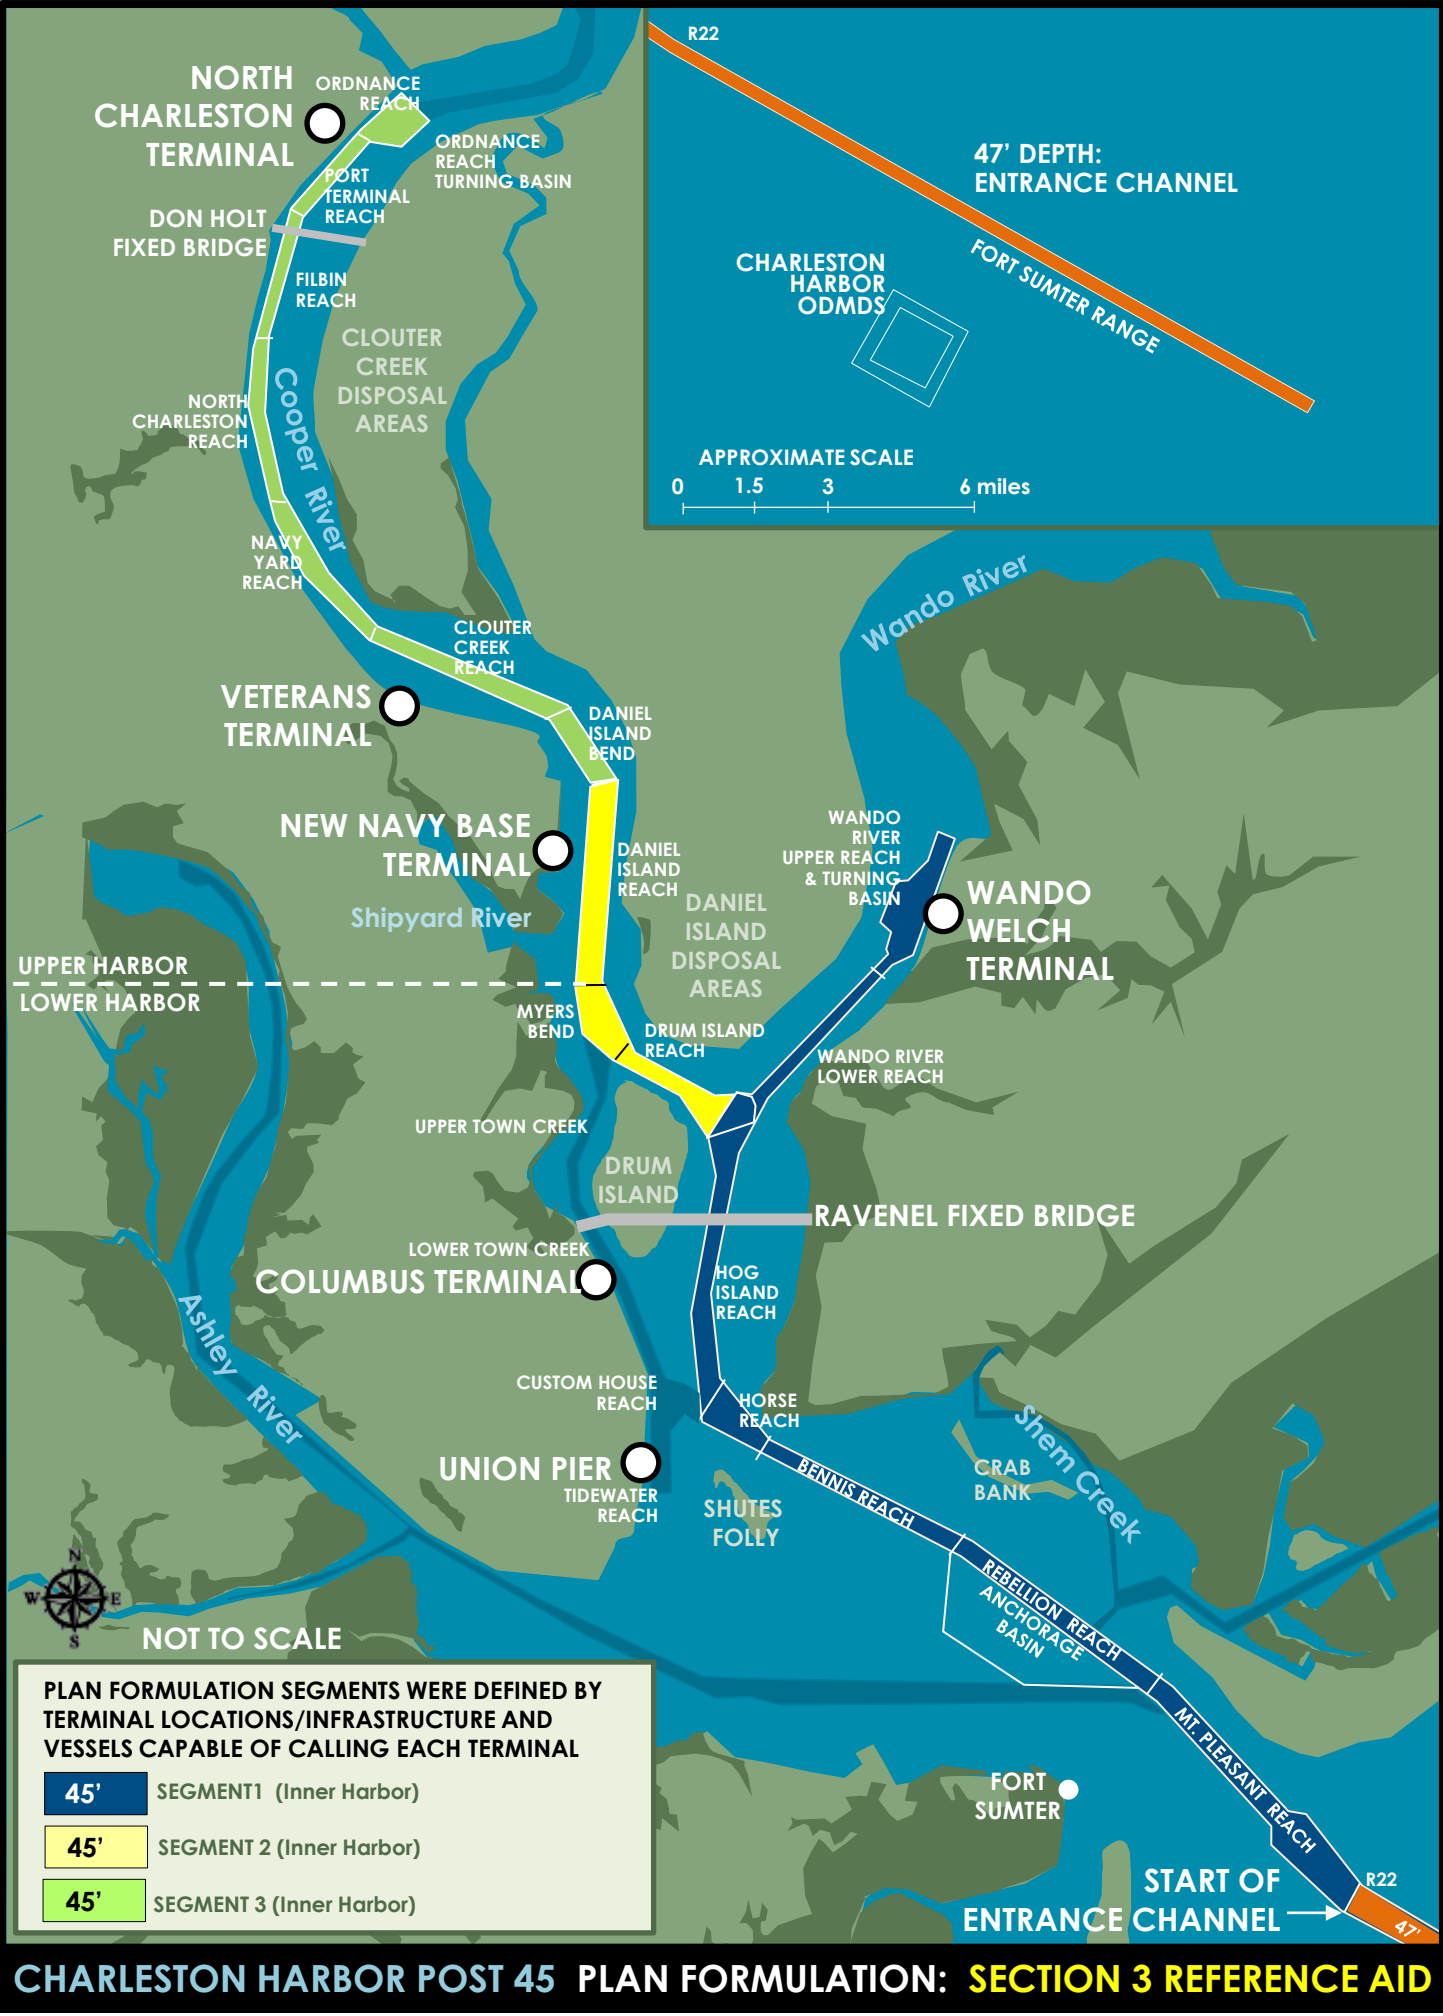 NORTH
CHARLESTON
TERMINAL
ORDNANCE
REACH
ORDNANCE
REACH
TURNING BASIN
PORT
TERMINAL
REACH
DON HOLT
FIXED BRIDGE
FILBIN
REACH
CLOUTER
CREEK
DISPOSAL
AREAS
Cooper River
NORTH
CHARLESTON
REACH
NAVY
YARD
REACH
R22
47’ DEPTH:
ENTRANCE CHANNEL
FORT SUMTER RANGE
CHARLESTON
HARBOR
ODMDS
APPROXIMATE SCALE
0 1.5 3 6 miles
Wando River
CLOUTER
CREEK
REACH
VETERANS
TERMINAL
DANIEL
ISLAND
BEND
NEW NAVY BASE
TERMINAL
DANIEL
ISLAND
REACH
Shipyard River
DANIEL
ISLAND
DISPOSAL
AREAS
WANDO
RIVER
UPPER REACH
& TURNING
BASIN
WANDO
WELCH
TERMINAL
UPPER HARBOR
LOWER HARBOR
MYERS
BEND
DRUM ISLAND
REACH
WANDO RIVER
LOWER REACH
UPPER TOWN CREEK
DRUM
ISLAND
RAVENEL FIXED BRIDGE
LOWER TOWN CREEK
COLUMBUS TERMINAL
HOG
ISLAND
REACH
Ashley River
CUSTOM HOUSE
REACH
HORSE
REACH
UNION PIER
TIDEWATER
REACH
SHUTES
FOLLY
BENNIS REACH
CRAB
BANK
Shem Creek
REBELLION REACH
ANCHORAGE
BASIN
MT. PLEASANT REACH
N
W E
S
NOT TO SCALE
PLAN FORMULATION SEGMENTS WERE DEFINED BY
TERMINAL LOCATIONS/INFRASTRUCTURE AND
VESSELS CAPABLE OF CALLING EACH TERMINAL
45’ SEGMENT1 (Inner Harbor)
45’ SEGMENT 2 (Inner Harbor)
45’ SEGMENT 3 (Inner Harbor)
FORT
SUMTER
START OF
ENTRANCE CHANNEL
R22
47’
CHARLESTON HARBOR POST 45 PLAN FORMULATION: SECTION 3 REFERENCE AID